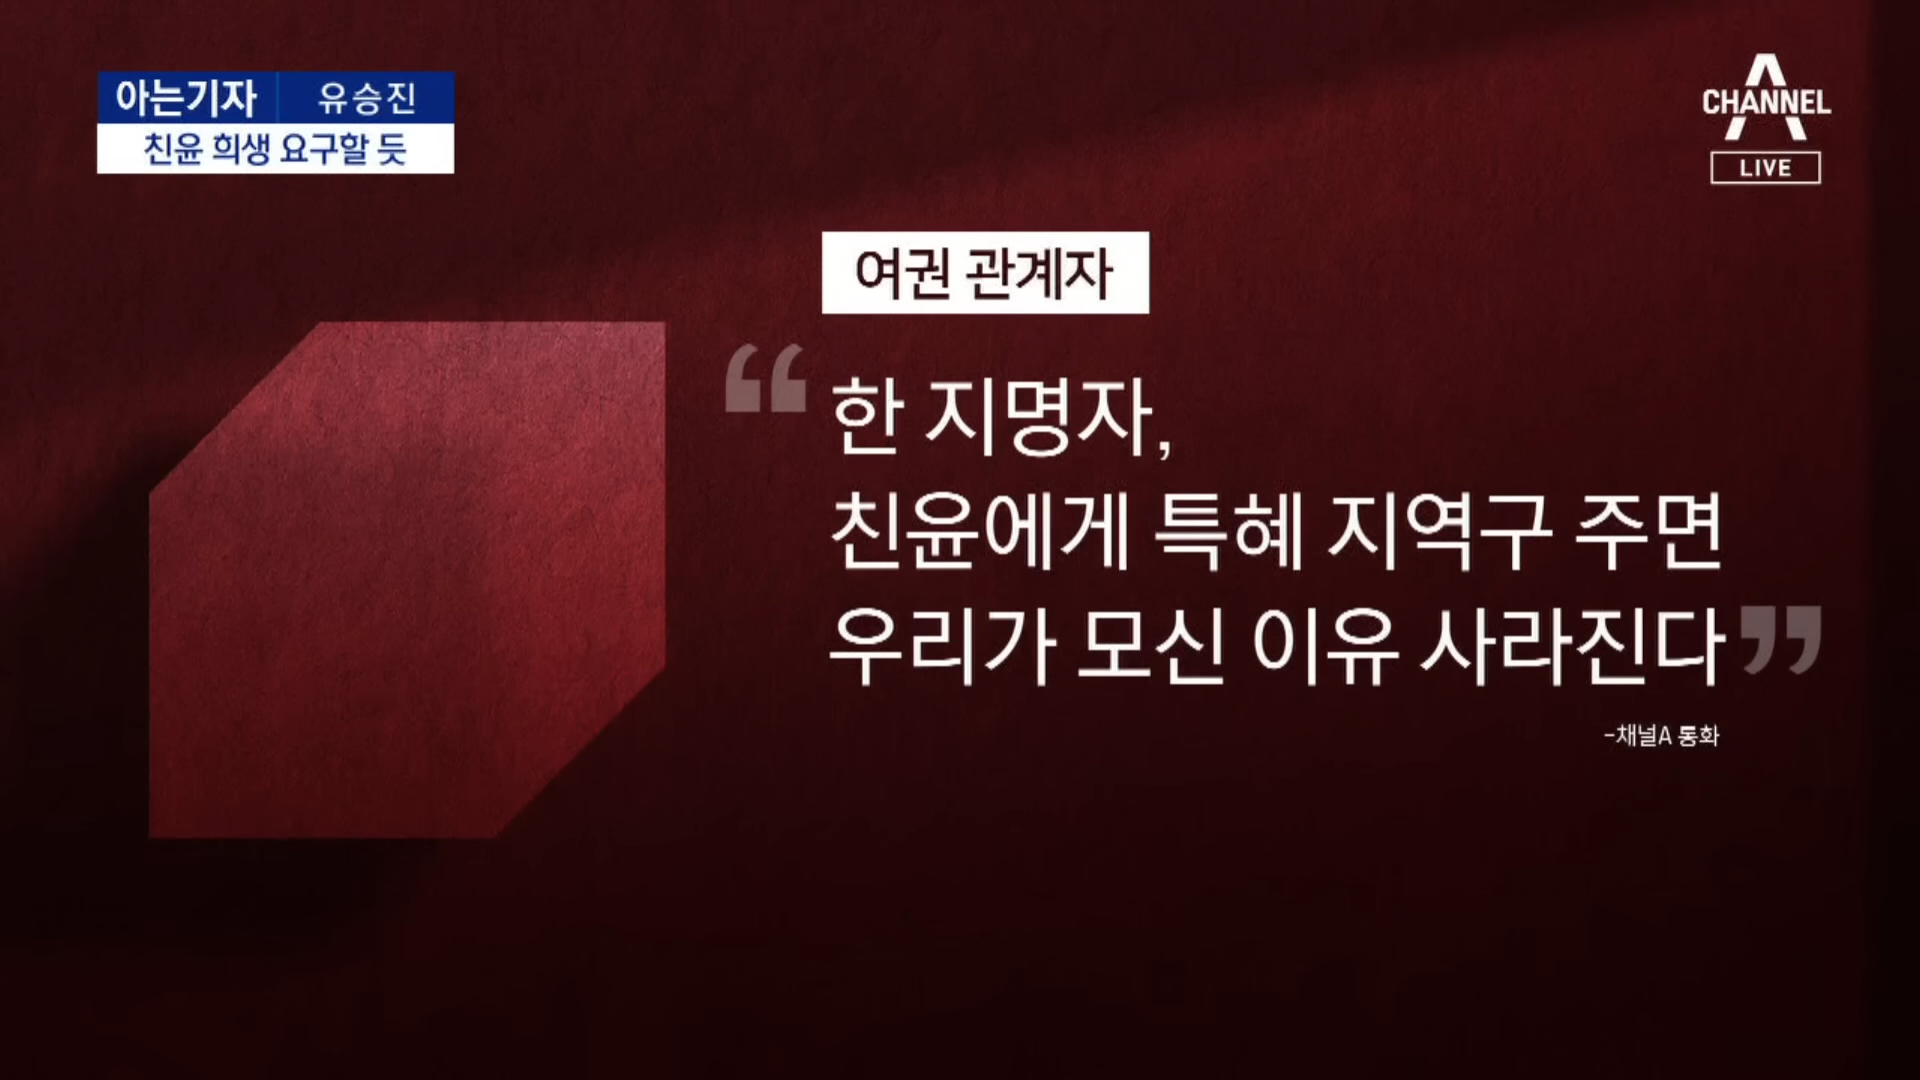 아는기자 유승진
친윤 희생 요구할 듯
CHANNEL A
LIVE
여권 관계자
“한 지명자,
친윤에게 특혜 지역구 주면
우리가 모신 이유 사라진다”
-채널A 통화